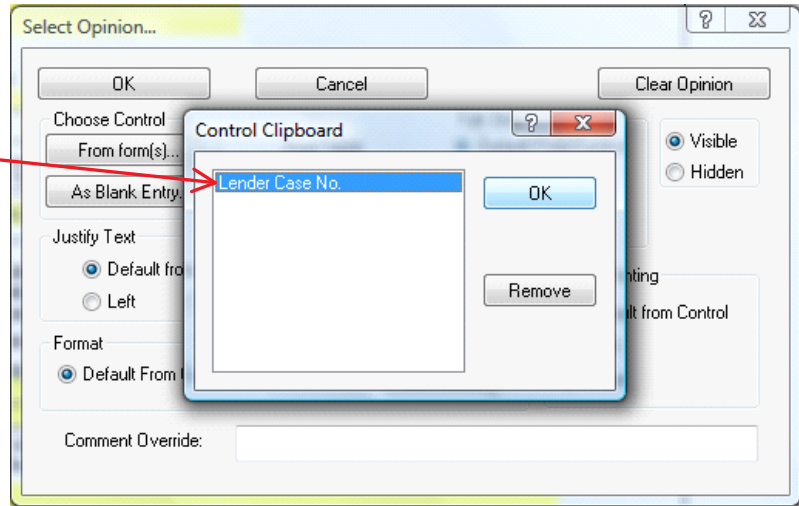 Select Opinion...
OK
Cancel
Clear Opinion
Choose Control
From form(s)...
As Blank Entry.
Control Clipboard
Lender Case No.
OK
Remove
Visible
Hidden
Justify Text
Default fro
Left
nting
lt from Control
Format
Default From
Comment Override: